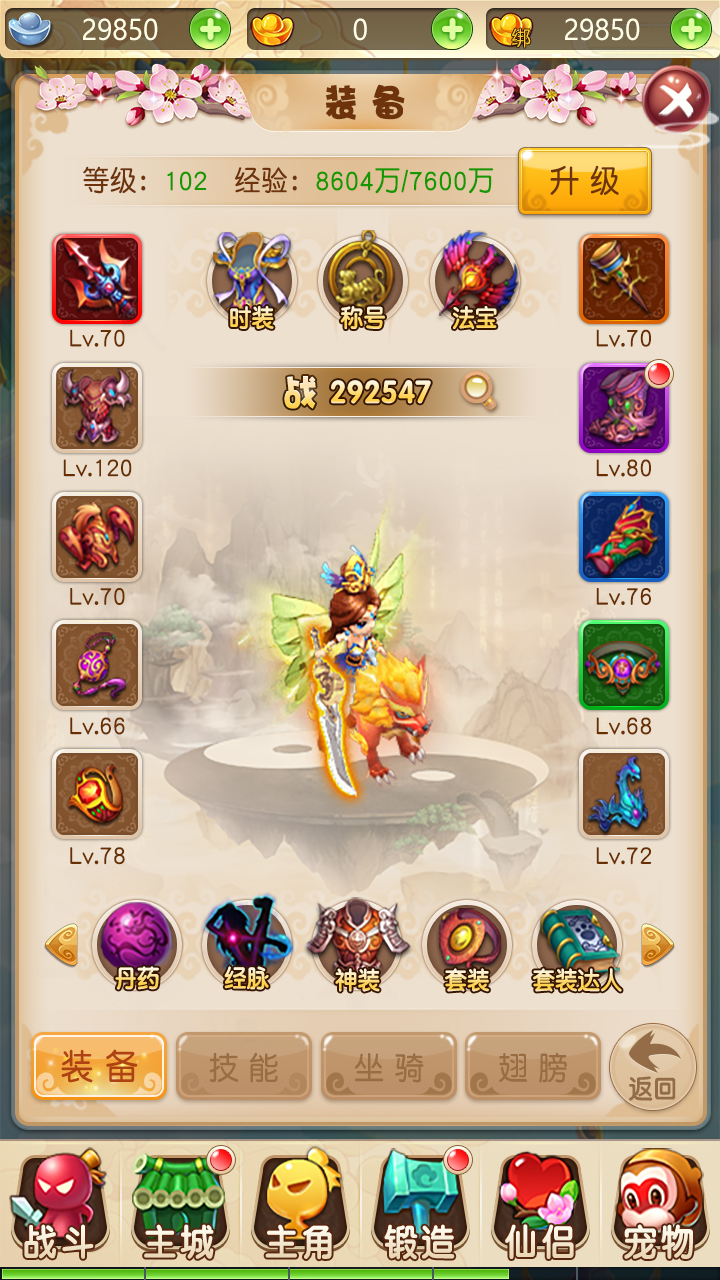 29850 0 绑 29850
装备
等级：102 经验：8604万/7600万 升级
时装 称号 法宝
Lv.70 Lv.70
战 292547
Lv.120 Lv.80
Lv.70 Lv.76
Lv.66 Lv.68
Lv.78 Lv.72
丹药 经脉 神装 套装 套装达人
装备 技能 坐骑 翅膀 返回
战斗 主城 主角 锻造 仙侣 宠物